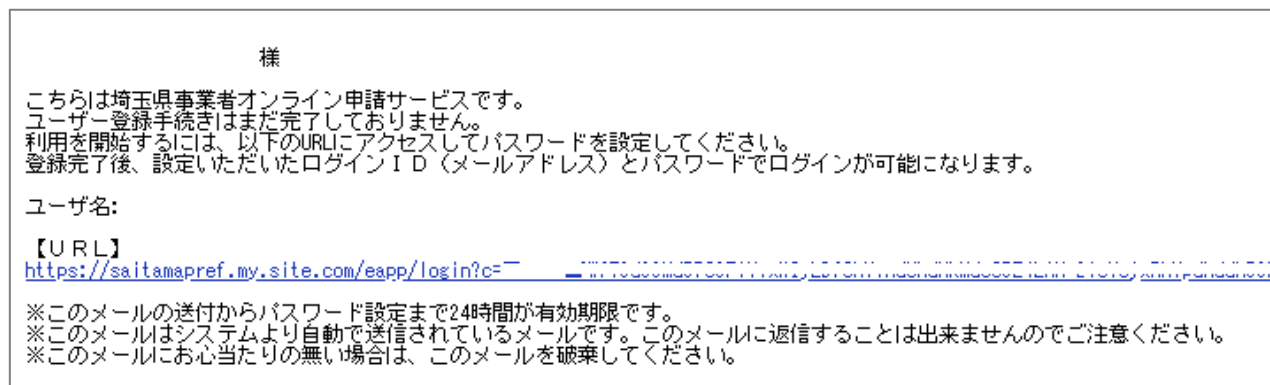 様
こちらは埼玉県事業者オンライン申請サービスです。
ユーザー登録手続きはまだ完了しておりません。
利用を開始するには、以下のURLにアクセスしてパスワードを設定してください。
登録完了後、設定いただいたログインＩＤ（メールアドレス）とパスワードでログインが可能になります。
ユーザ名:
【ＵＲＬ】
https://saitamapref.my.site.com/eapp/login?c=
※このメールの送付からパスワード設定まで24時間が有効期限です。
※このメールはシステムより自動で送信されているメールです。このメールに返信することは出来ませんのでご注意ください。
※このメールにお心当たりの無い場合は、このメールを破棄してください。